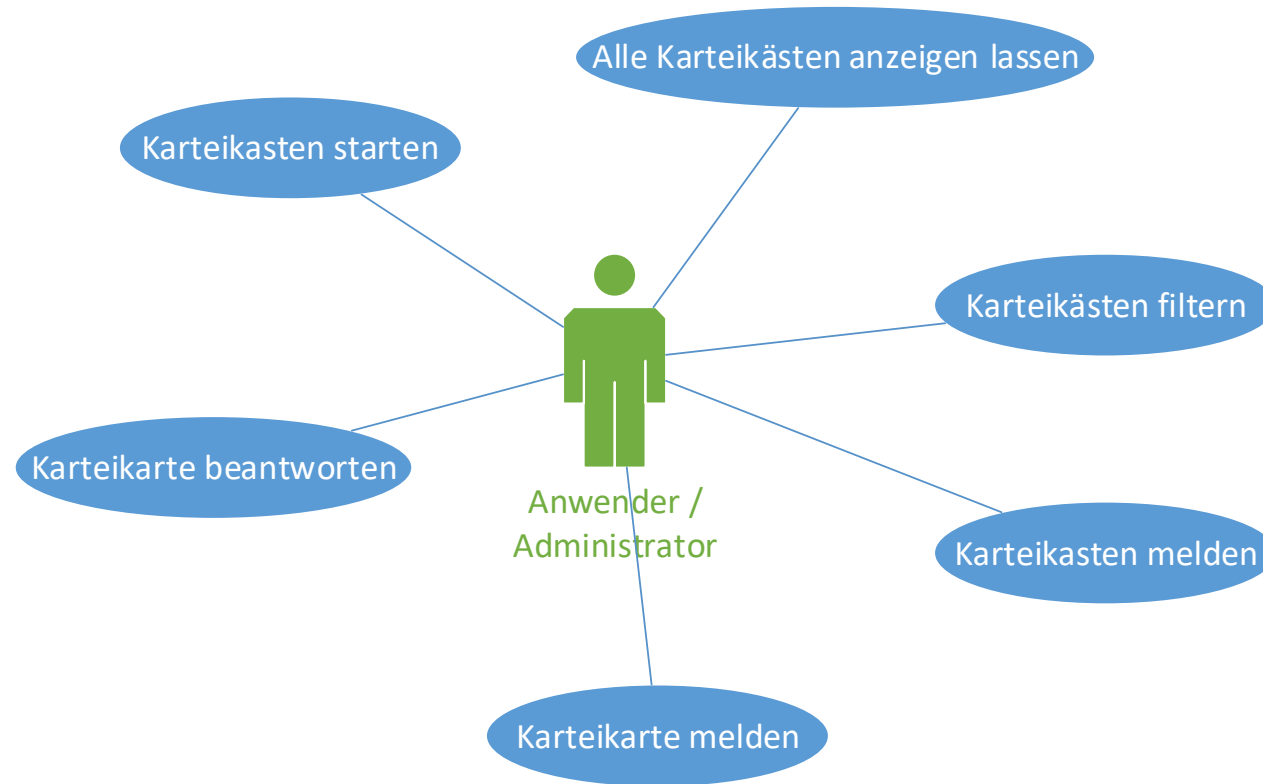 Alle Karteikästen anzeigen lassen
Karteikasten starten
Karteikästen filtern
Karteikarte beantworten
Anwender /
Administrator
Karteikasten melden
Karteikarte melden